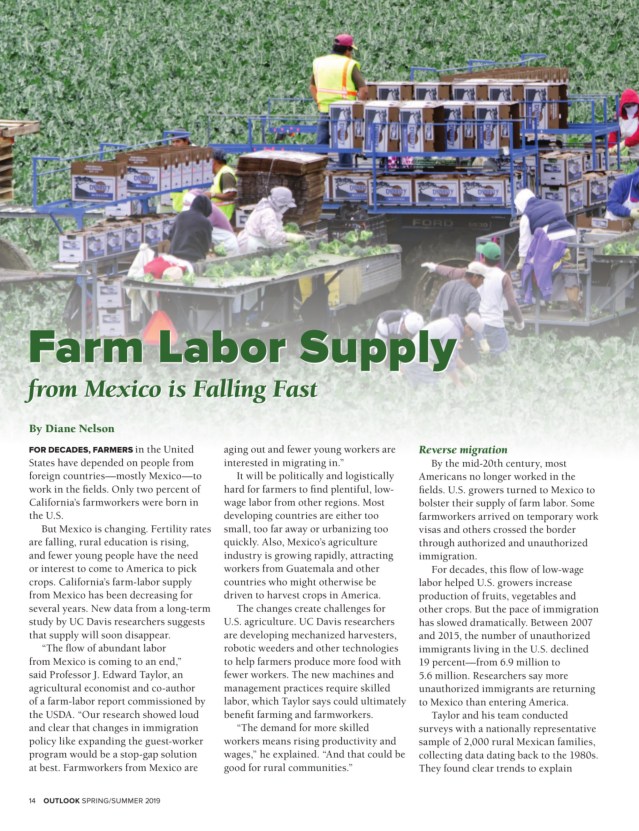 FORD
Farm Labor Supply
from Mexico is Falling Fast
By Diane Nelson
FOR DECADES, FARMERS in the United
States have depended on people from
foreign countries—mostly Mexico—to
work in the fields. Only two percent of
California's farmworkers were born in
the U.S.
But Mexico is changing. Fertility rates
are falling, rural education is rising,
and fewer young people have the need
or interest to come to America to pick
crops. California's farm-labor supply
from Mexico has been decreasing for
several years. New data from a long-term
study by UC Davis researchers suggests
that supply will soon disappear.
“The flow of abundant labor
from Mexico is coming to an end,”
said Professor J. Edward Taylor, an
agricultural economist and co-author
of a farm-labor report commissioned by
the USDA. “Our research showed loud
and clear that changes in immigration
policy like expanding the guest-worker
program would be a stop-gap solution
at best. Farmworkers from Mexico are
aging out and fewer young workers are
interested in migrating in.”
It will be politically and logistically
hard for farmers to find plentiful, low-
wage labor from other regions. Most
developing countries are either too
small, too far away or urbanizing too
quickly. Also, Mexico's agriculture
industry is growing rapidly, attracting
workers from Guatemala and other
countries who might otherwise be
driven to harvest crops in America.
The changes create challenges for
U.S. agriculture. UC Davis researchers
are developing mechanized harvesters,
robotic weeders and other technologies
to help farmers produce more food with
fewer workers. The new machines and
management practices require skilled
labor, which Taylor says could ultimately
benefit farming and farmworkers.
“The demand for more skilled
workers means rising productivity and
wages,” he explained. “And that could be
good for rural communities.”
Reverse migration
By the mid-20th century, most
Americans no longer worked in the
fields. U.S. growers turned to Mexico to
bolster their supply of farm labor. Some
farmworkers arrived on temporary work
visas and others crossed the border
through authorized and unauthorized
immigration.
For decades, this flow of low-wage
labor helped U.S. growers increase
production of fruits, vegetables and
other crops. But the pace of immigration
has slowed dramatically. Between 2007
and 2015, the number of unauthorized
immigrants living in the U.S. declined
19 percent—from 6.9 million to
5.6 million. Researchers say more
unauthorized immigrants are returning
to Mexico than entering America.
Taylor and his team conducted
surveys with a nationally representative
sample of 2,000 rural Mexican families,
collecting data dating back to the 1980s.
They found clear trends to explain
14 OUTLOOK SPRING/SUMMER 2019